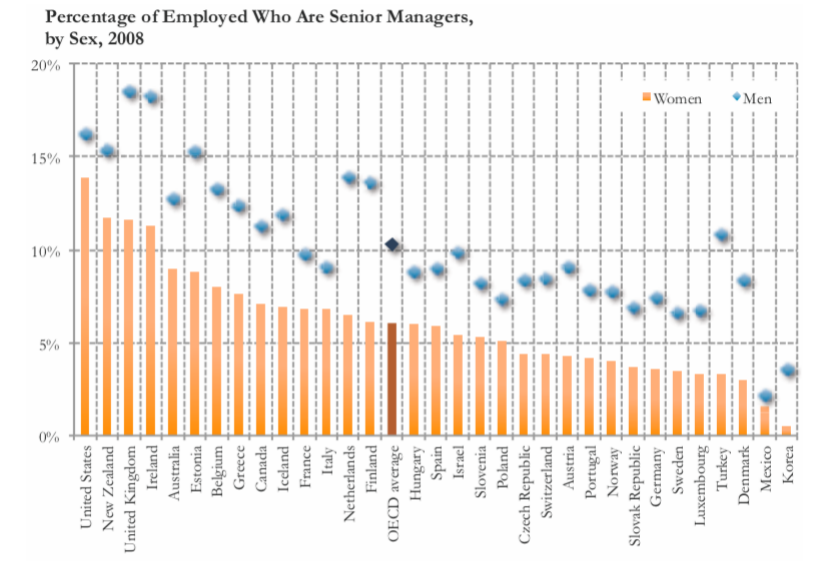 Percentage of Employed Who Are Senior Managers,
by Sex, 2008
20%
Women
Men
15%
10%
5%
0%
United States
New Zealand
United Kingdom
Ireland
Australia
Estonia
Belgium
Greece
Canada
Iceland
France
Italy
Netherlands
Finland
OECD average
Hungary
Spain
Israel
Slovenia
Poland
Czech Republic
Switzerland
Austria
Portugal
Norway
Slovak Republic
Germany
Sweden
Luxembourg
Turkey
Denmark
Mexico
Korea